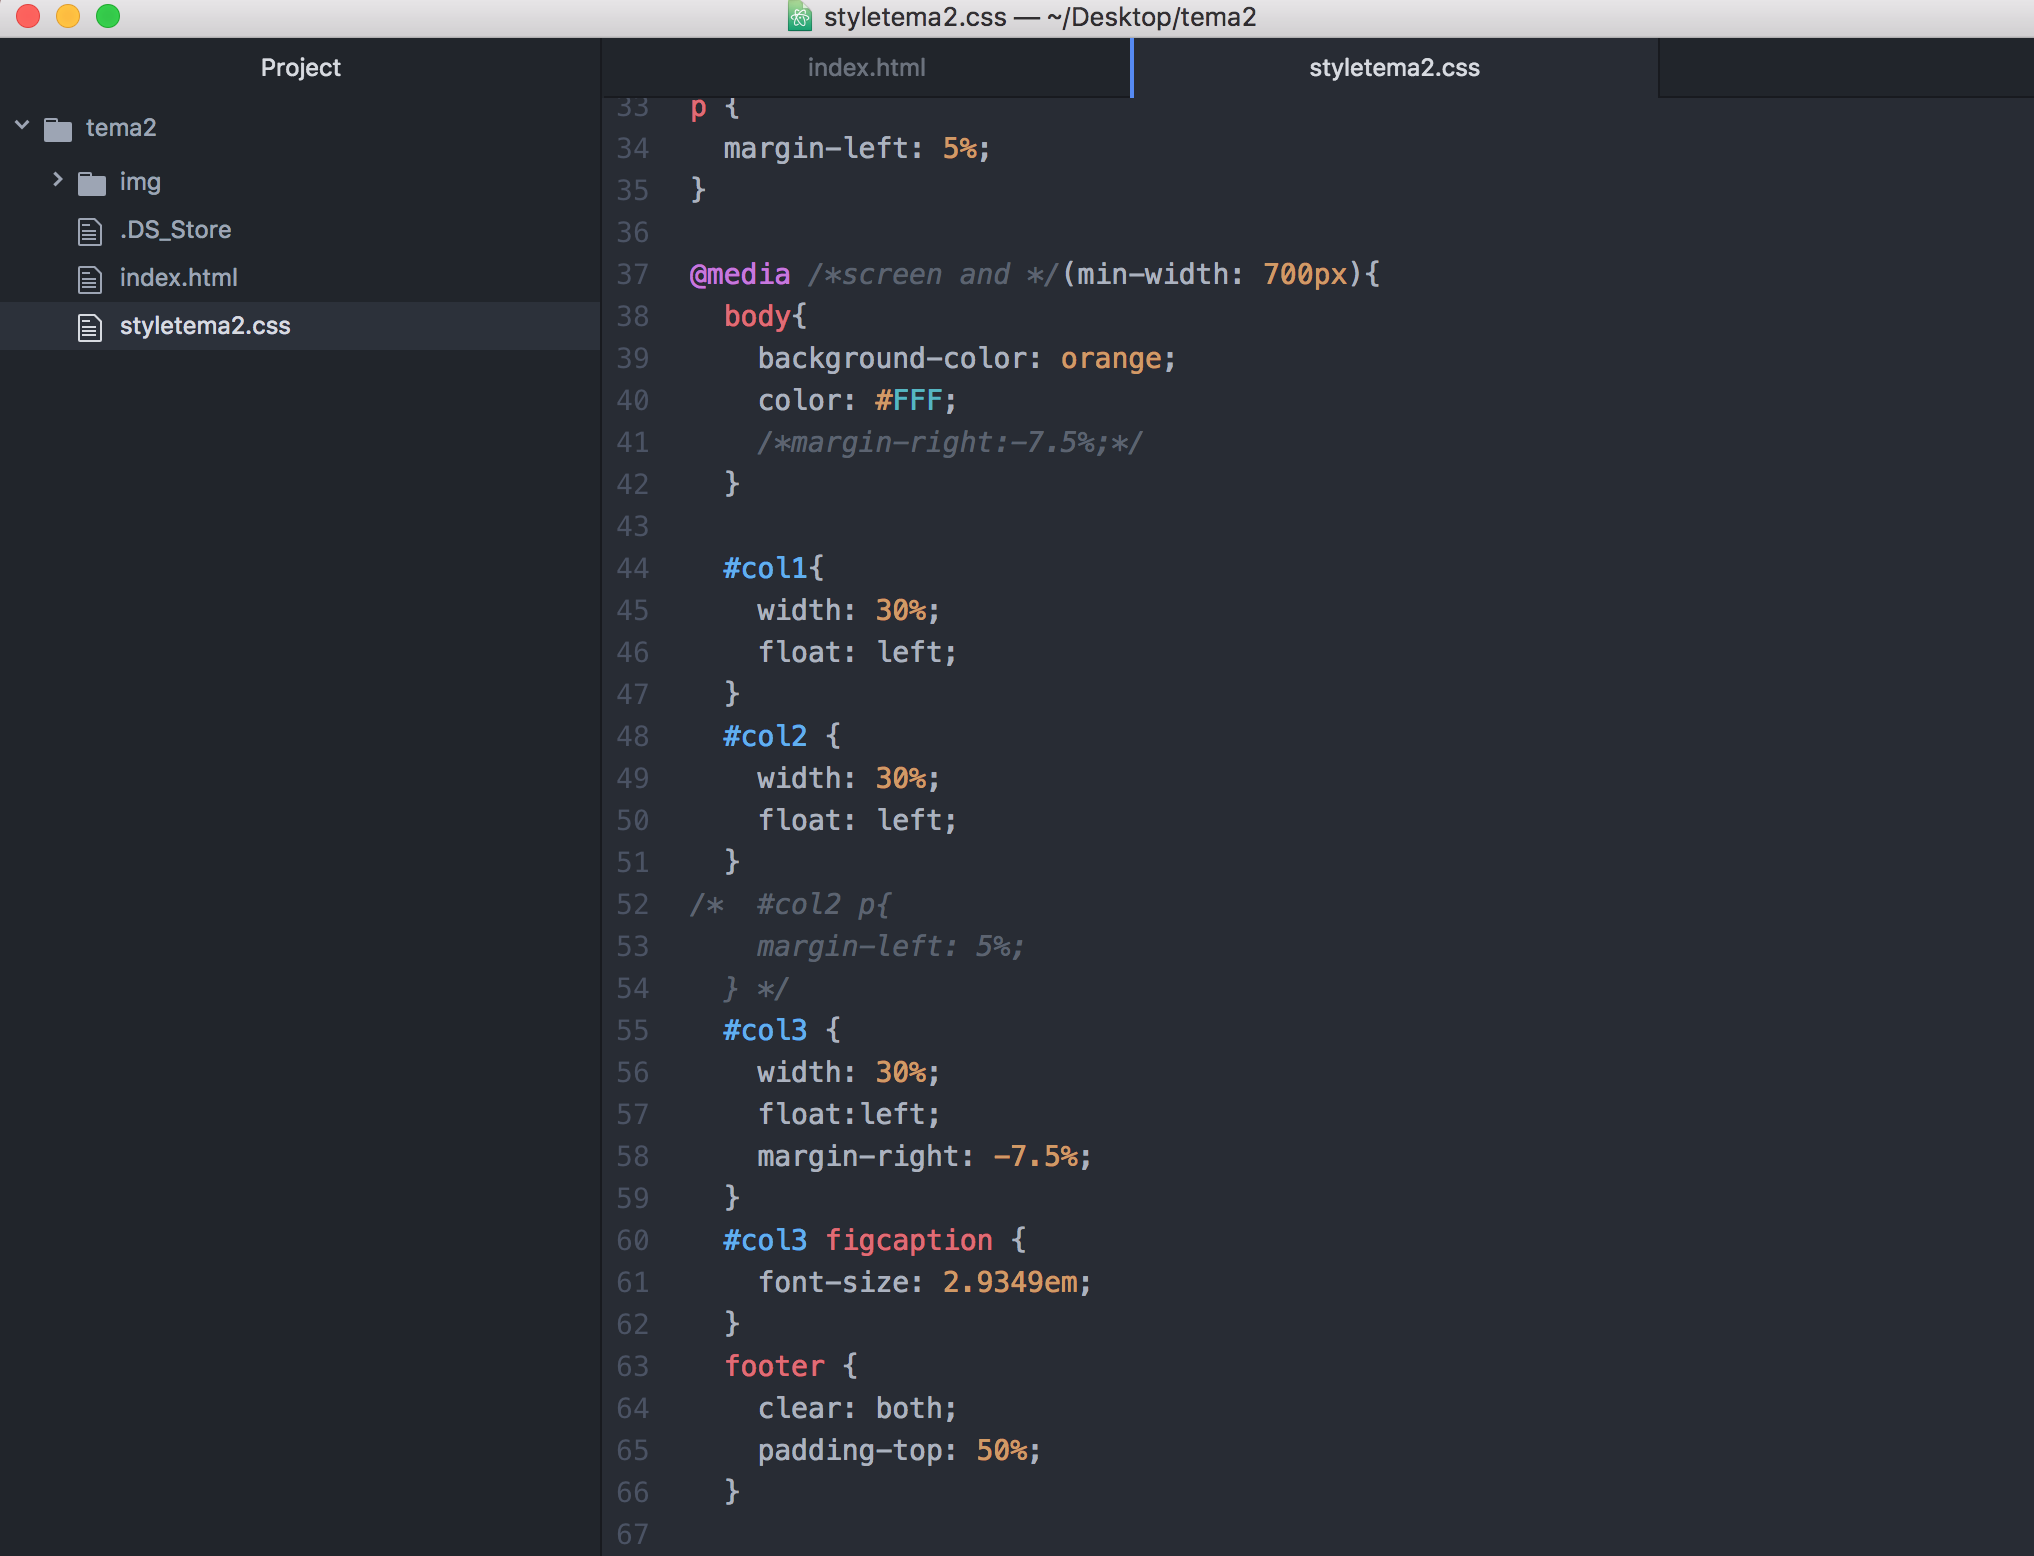 styletema2.css — ~/Desktop/tema2
Project
tema2
img
.DS_Store
index.html
styletema2.css
index.html
styletema2.css
33 p {
34   margin-left: 5%;
35 }
36
37 @media /*screen and */(min-width: 700px){
38   body{
39     background-color: orange;
40     color: #FFF;
41     /*margin-right:-7.5%;*/
42   }
43
44   #col1{
45     width: 30%;
46     float: left;
47   }
48   #col2 {
49     width: 30%;
50     float: left;
51   }
52 /*  #col2 p{
53     margin-left: 5%;
54   } */
55   #col3 {
56     width: 30%;
57     float:left;
58     margin-right: -7.5%;
59   }
60   #col3 figcaption {
61     font-size: 2.9349em;
62   }
63   footer {
64     clear: both;
65     padding-top: 50%;
66   }
67